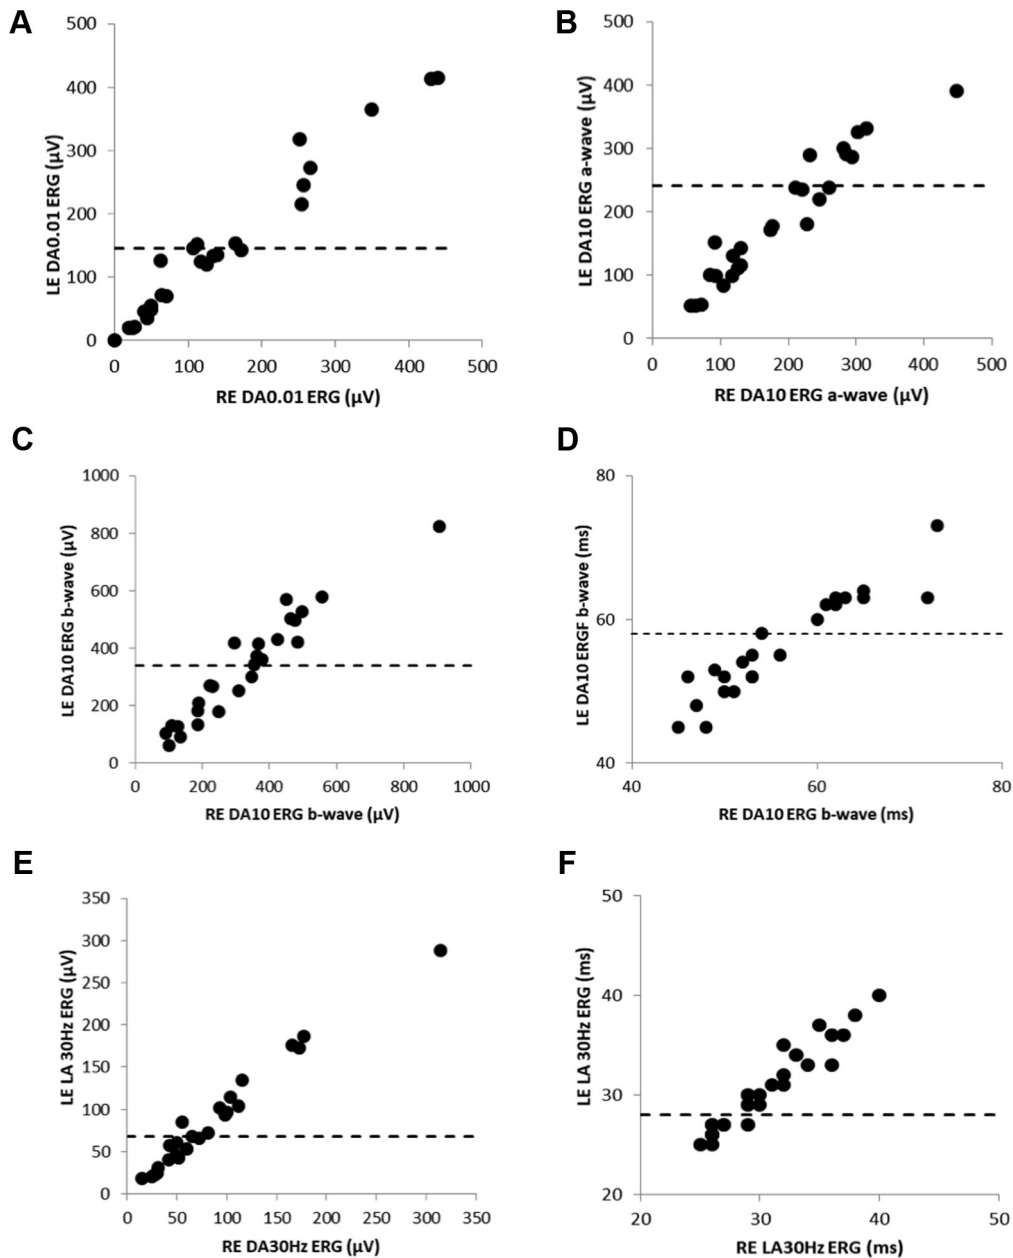 A
500
400
300
200
100
0
LE DA0.01 ERG (µV)
0 100 200 300 400 500
RE DA0.01 ERG (µV)
B
500
400
300
200
100
0
LE DA10 ERG a-wave (µV)
0 100 200 300 400 500
RE DA10 ERG a-wave (µV)
C
1000
800
600
400
200
0
LE DA10 ERG b-wave (µV)
0 200 400 600 800 1000
RE DA10 ERG b-wave (µV)
D
80
60
40
LE DA10 ERGF b-wave (ms)
40 60 80
RE DA10 ERG b-wave (ms)
E
350
300
250
200
150
100
50
0
LE LA 30Hz ERG (µV)
0 50 100 150 200 250 300 350
RE DA30Hz ERG (µV)
F
50
40
30
20
LE LA 30Hz ERG (ms)
20 30 40 50
RE LA30Hz ERG (ms)